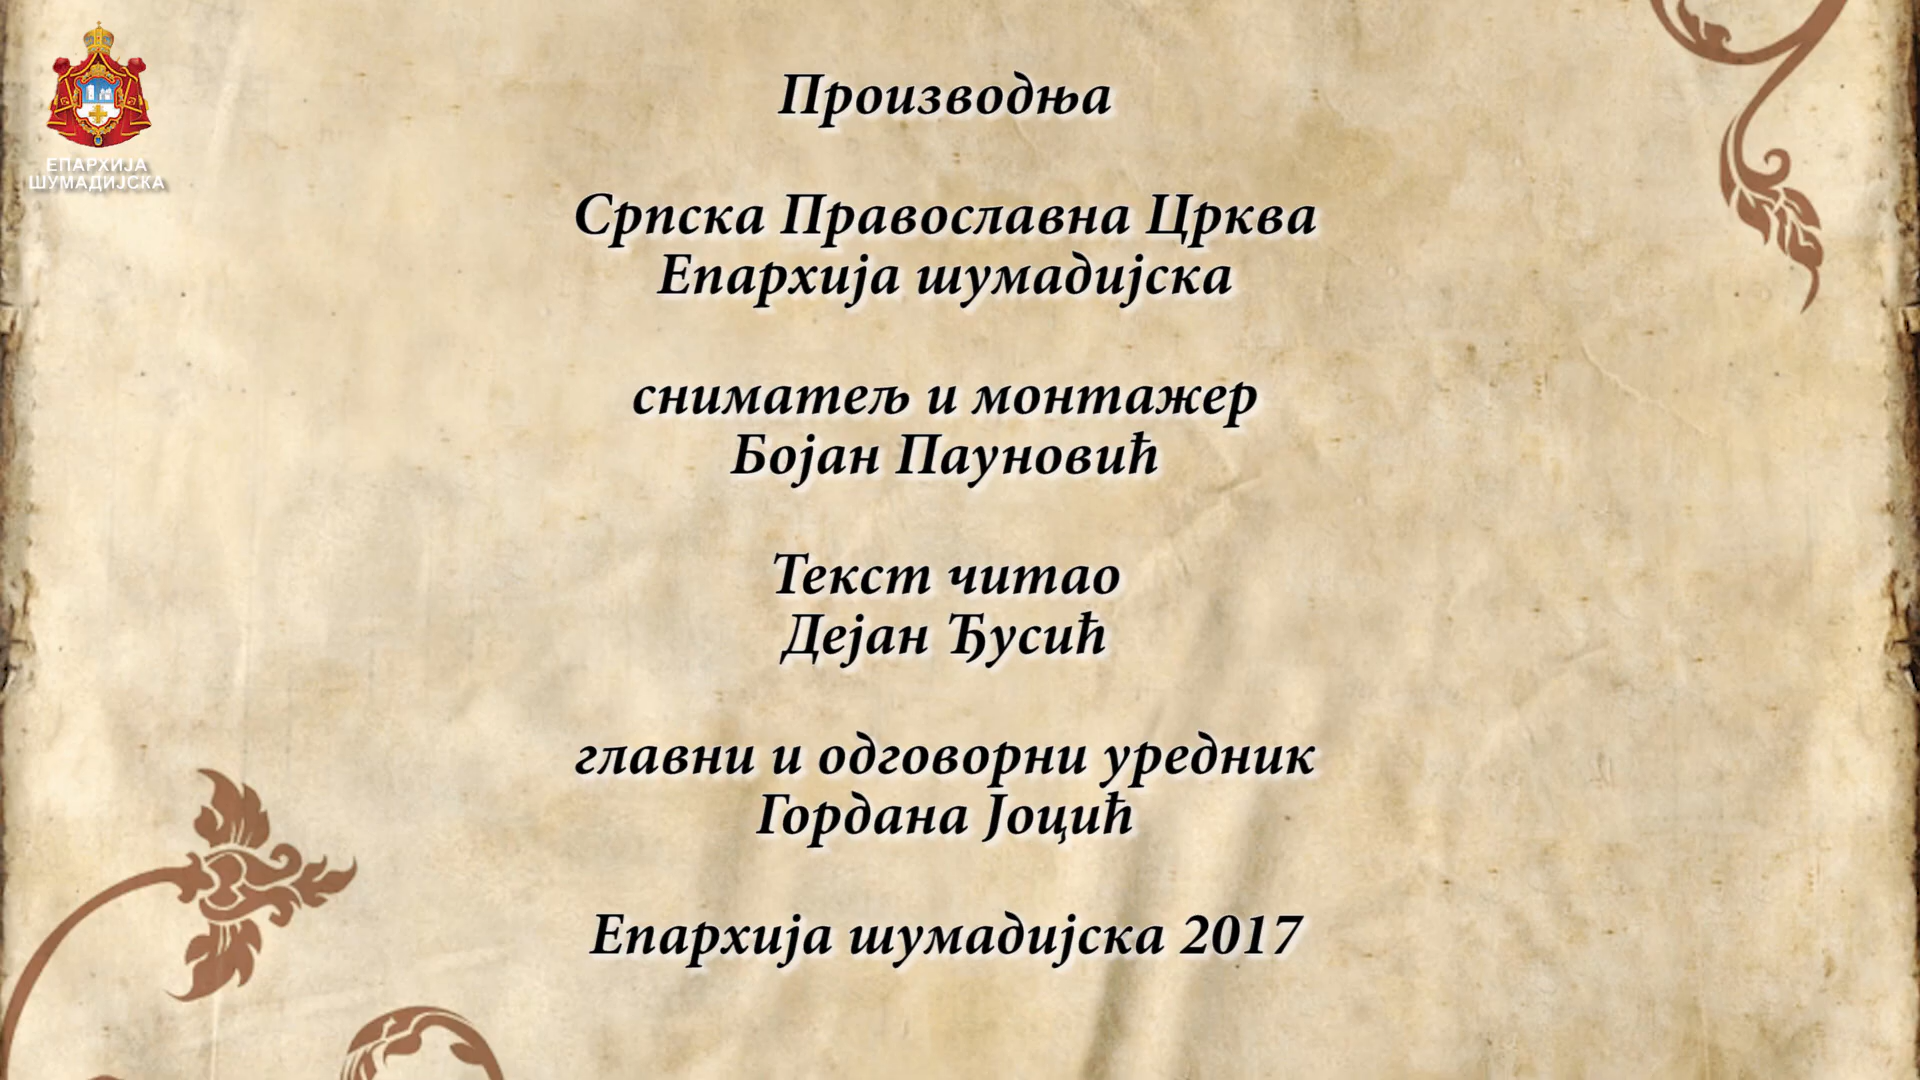 ЕПАРХИЈА
ШУМАДИЈСКА
Производња
Српска Православна Црква
Епархија шумадијска
сниматељ и монтажер
Бојан Пауновић
Текст читао
Дејан Ђусић
главни и одговорни уредник
Гордана Јоцић
Епархија шумадијска 2017